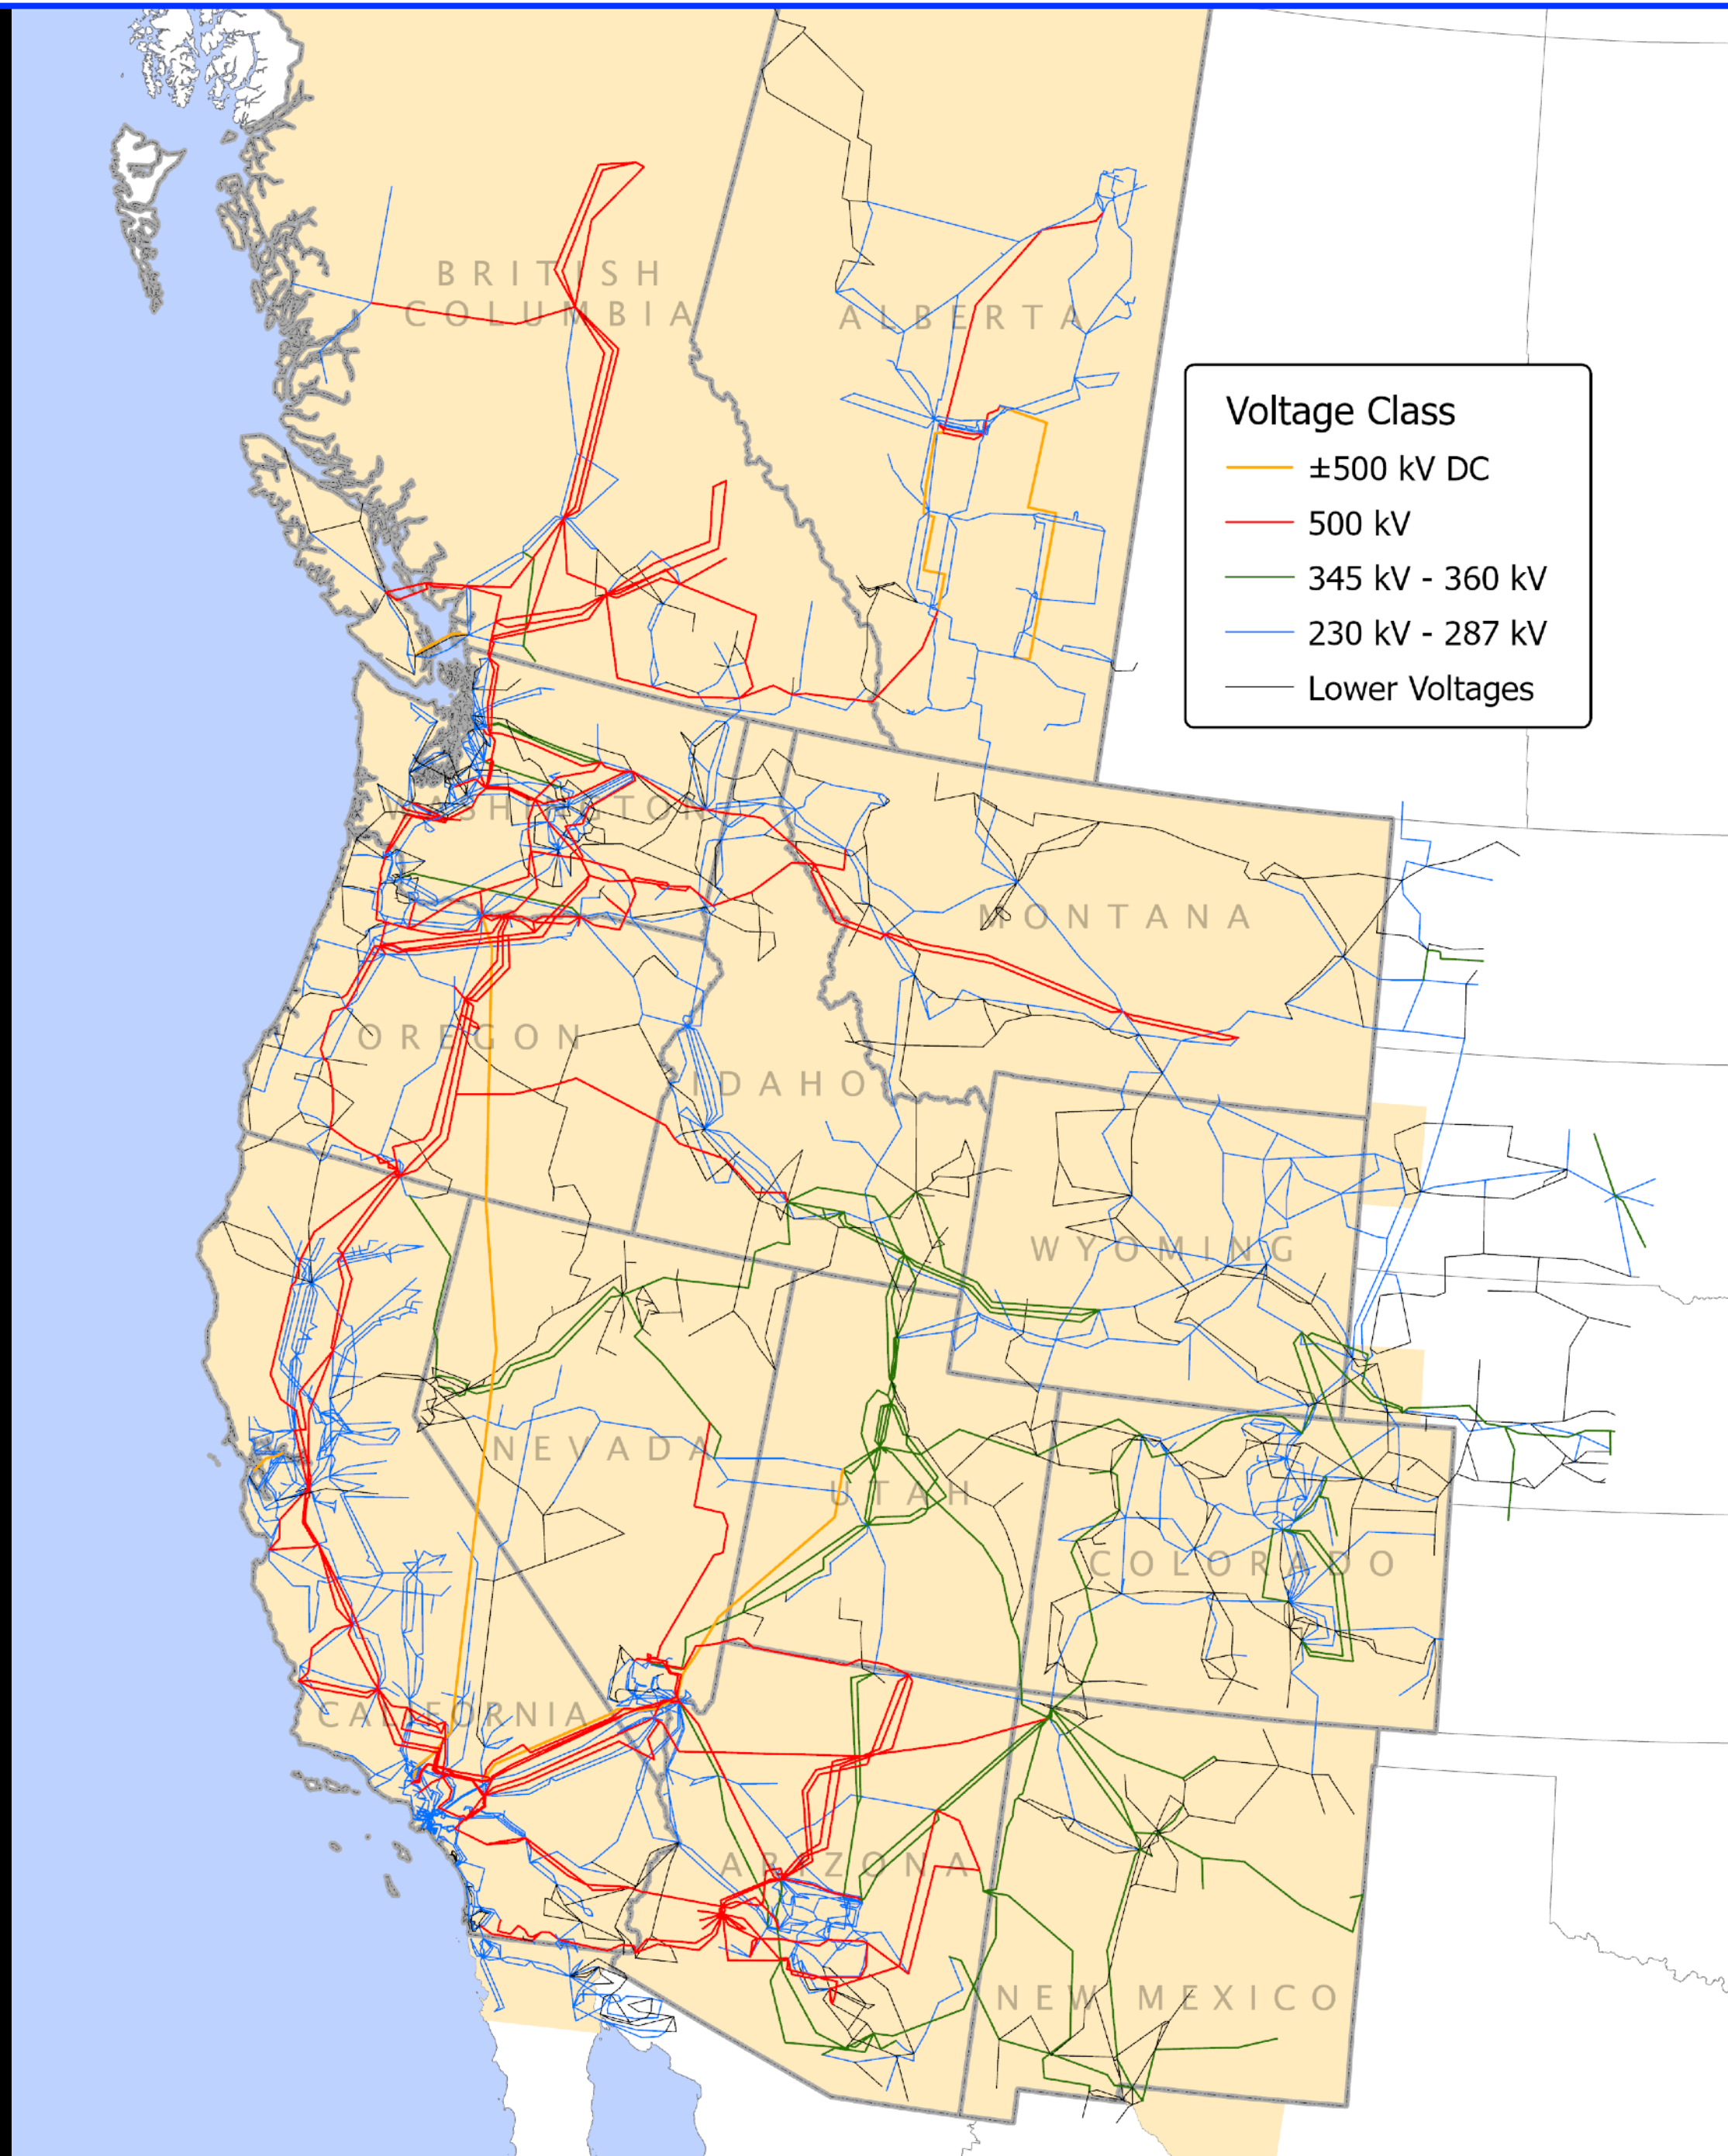 BRITISH
COLUMBIA
ALBERTA
Voltage Class
±500 kV DC
500 kV
345 kV - 360 kV
230 kV - 287 kV
Lower Voltages
WASHINGTON
MONTANA
OREGON
IDAHO
WYOMING
NEVADA
UTAH
COLORADO
CALIFORNIA
ARIZONA
NEW MEXICO